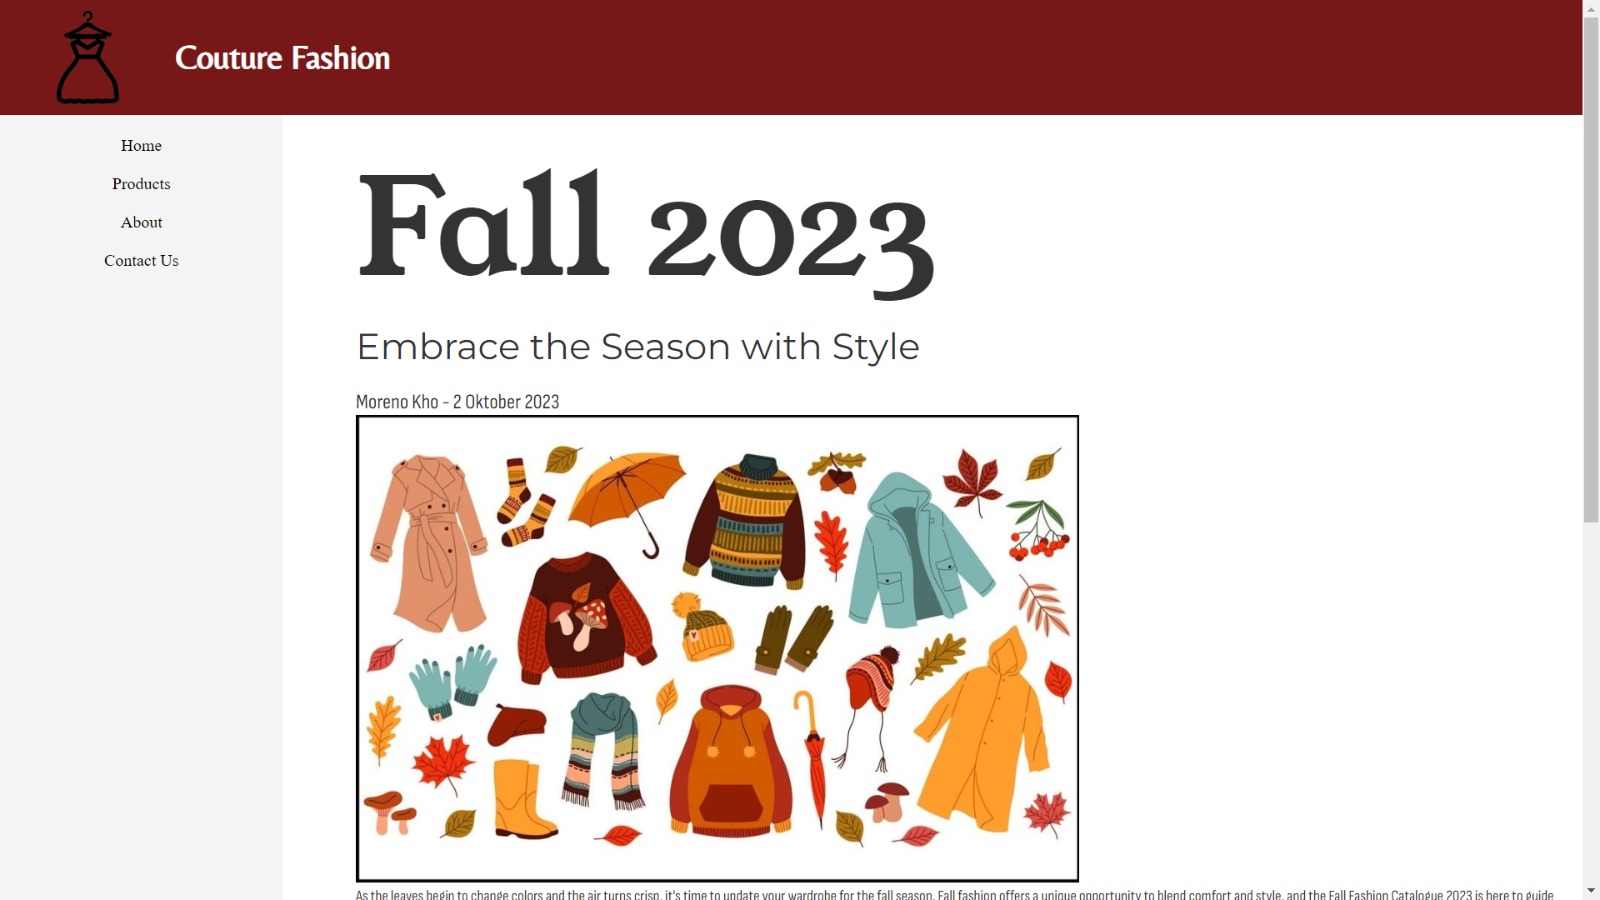 Couture Fashion
Home
Products
About
Contact Us
Fall 2023
Embrace the Season with Style
Moreno Kho - 2 Oktober 2023
As the leaves begin to change colors and the air turns crisp, it's time to update your wardrobe for the fall season. Fall fashion offers a unique opportunity to blend comfort and style, and the Fall Fashion Catalogue 2023 is here to guide